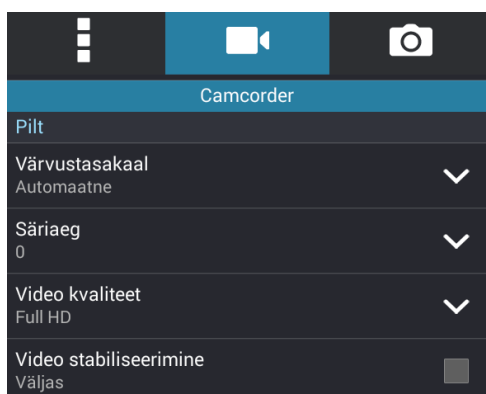 Camcorder
Pilt
Värvustasakaal
Automaatne
Säriaeg
0
Video kvaliteet
Full HD
Video stabiliseerimine
Väljas